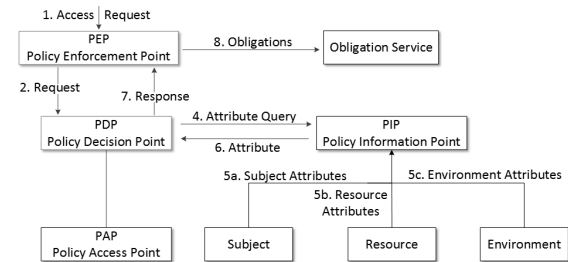 1. Access Request
PEP
Policy Enforcement Point
8. Obligations
Obligation Service
2. Request
7. Response
PDP
Policy Decision Point
4. Attribute Query
6. Attribute
PIP
Policy Information Point
5a. Subject Attributes
5b. Resource
Attributes
5c. Environment Attributes
PAP
Policy Access Point
Subject
Resource
Environment